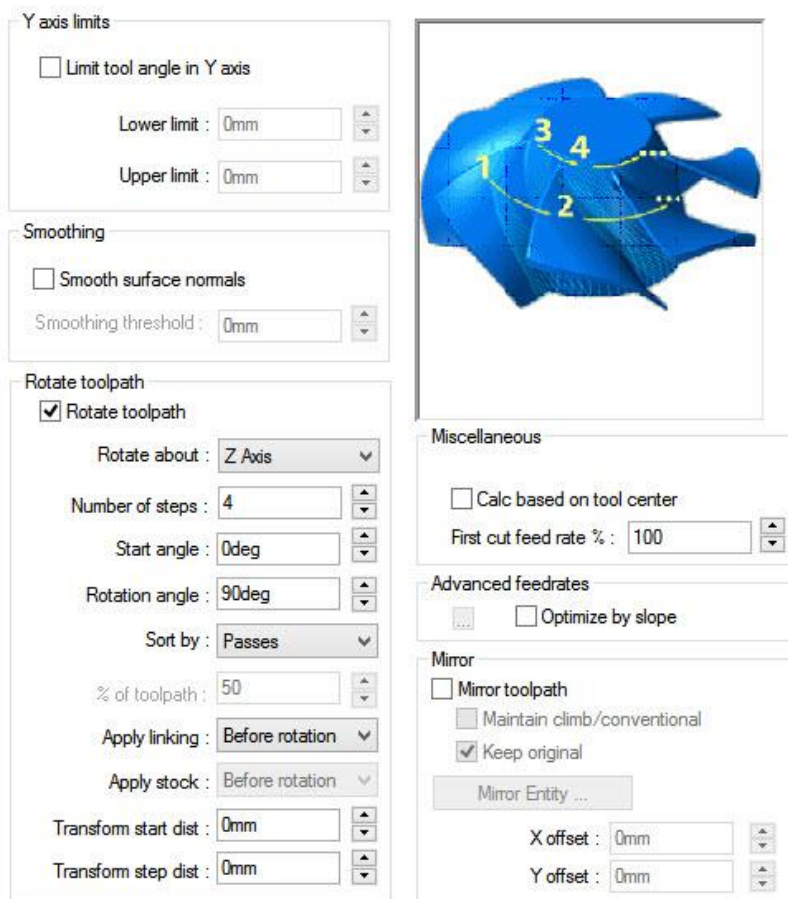 Y axis limits
Limit tool angle in Y axis
Lower limit : 0mm
Upper limit : 0mm
Smoothing
Smooth surface normals
Smoothing threshold : 0mm
Rotate toolpath
Rotate toolpath
Rotate about : Z Axis
Number of steps : 4
Start angle : 0deg
Rotation angle : 90deg
Sort by : Passes
% of toolpath : 50
Apply linking : Before rotation
Apply stock : Before rotation
Transform start dist : 0mm
Transform step dist : 0mm
3
4
1
2
Miscellaneous
Calc based on tool center
First cut feed rate % : 100
Advanced feedrates
... Optimize by slope
Mirror
Mirror toolpath
Maintain climb/conventional
Keep original
Mirror Entity ...
X offset : 0mm
Y offset : 0mm